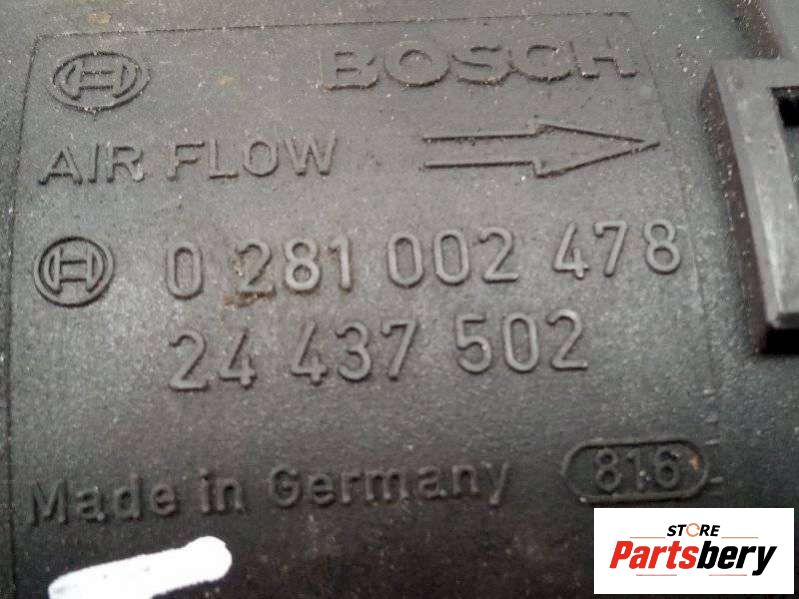 BOSCH
AIR FLOW
0 281 002 478
24 437 502
Made in Germany 816
STORE
Partsbery